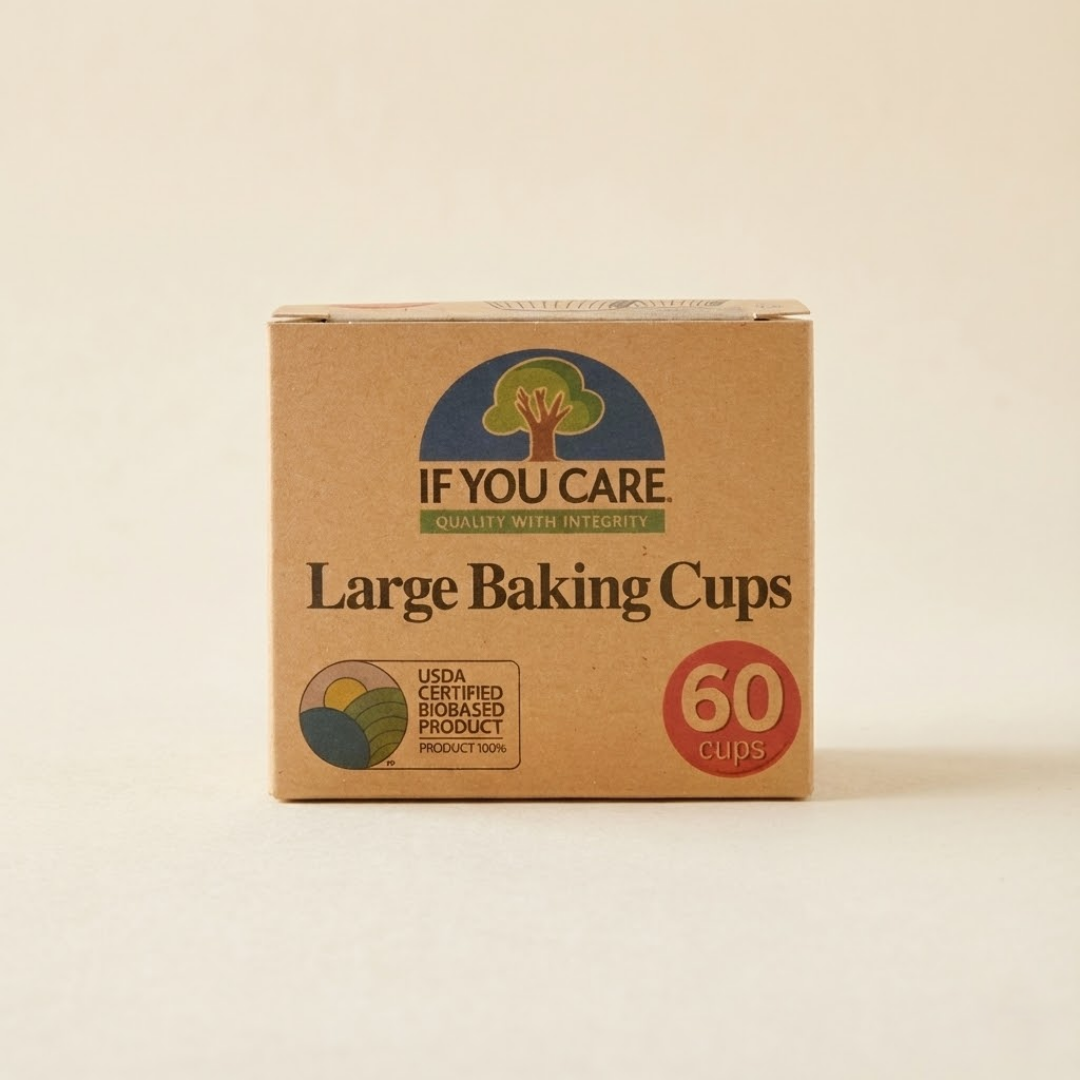 IF YOU CARE
QUALITY WITH INTEGRITY
Large Baking Cups
USDA
CERTIFIED
BIOBASED
PRODUCT
PRODUCT 100%
60
cups